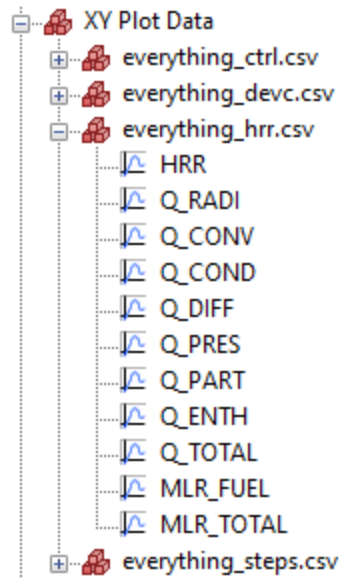 XY Plot Data
everything_ctrl.csv
everything_devc.csv
everything_hrr.csv
HRR
Q_RADI
Q_CONV
Q_COND
Q_DIFF
Q_PRES
Q_PART
Q_ENTH
Q_TOTAL
MLR_FUEL
MLR_TOTAL
everything_steps.csv